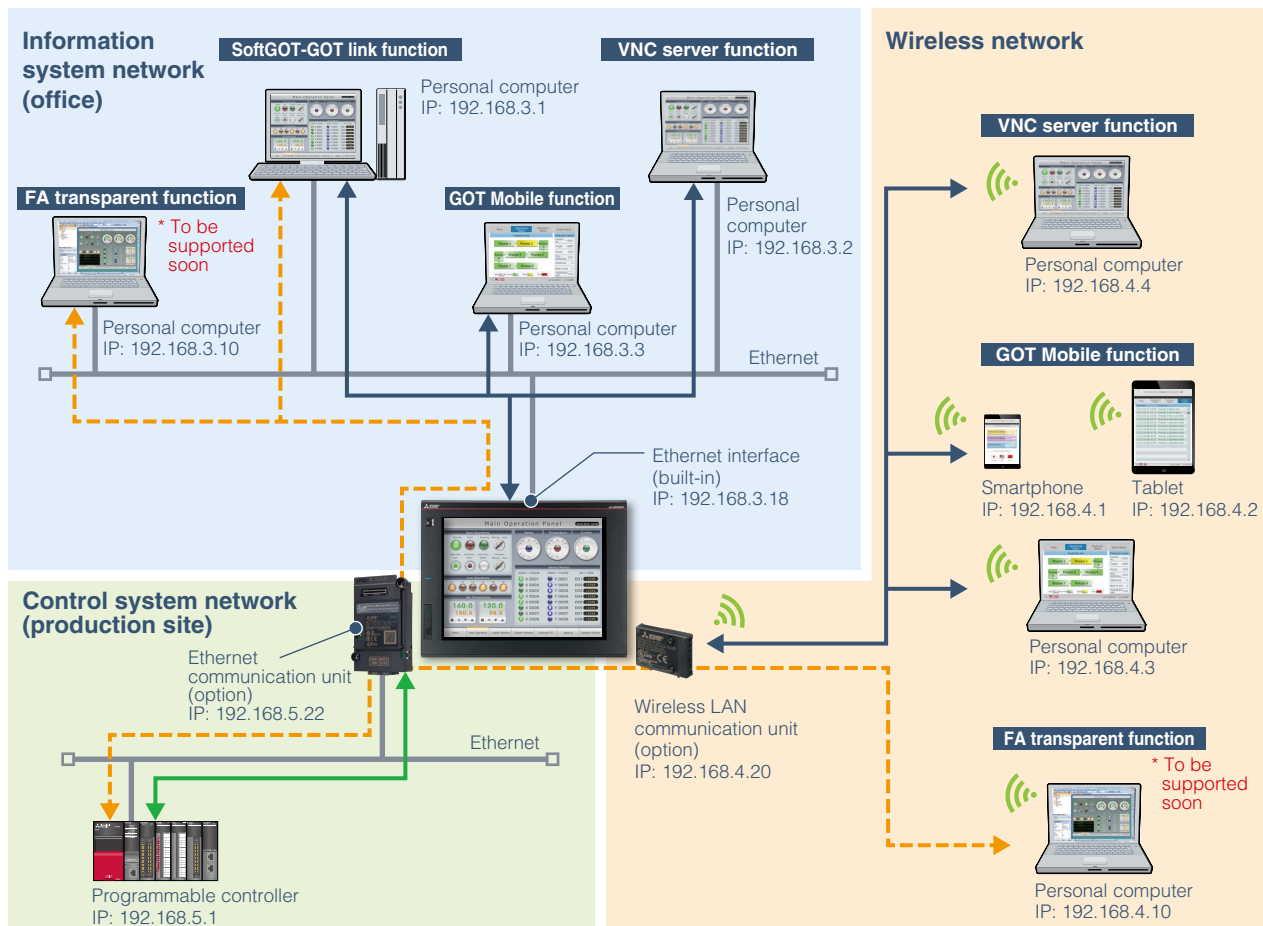 Information
system network
(office)
SoftGOT-GOT link function
Personal computer
IP: 192.168.3.1
VNC server function
Personal
computer
IP: 192.168.3.2
FA transparent function
* To be
supported
soon
Personal computer
IP: 192.168.3.10
GOT Mobile function
Personal computer
IP: 192.168.3.3
Ethernet
Ethernet interface
(built-in)
IP: 192.168.3.18
Main Operation Panel
Control system network
(production site)
Ethernet
communication unit
(option)
IP: 192.168.5.22
Ethernet
Programmable controller
IP: 192.168.5.1
Wireless network
VNC server function
Personal computer
IP: 192.168.4.4
GOT Mobile function
Smartphone
IP: 192.168.4.1
Tablet
IP: 192.168.4.2
Personal computer
IP: 192.168.4.3
Wireless LAN
communication unit
(option)
IP: 192.168.4.20
FA transparent function
* To be
supported
soon
Personal computer
IP: 192.168.4.10